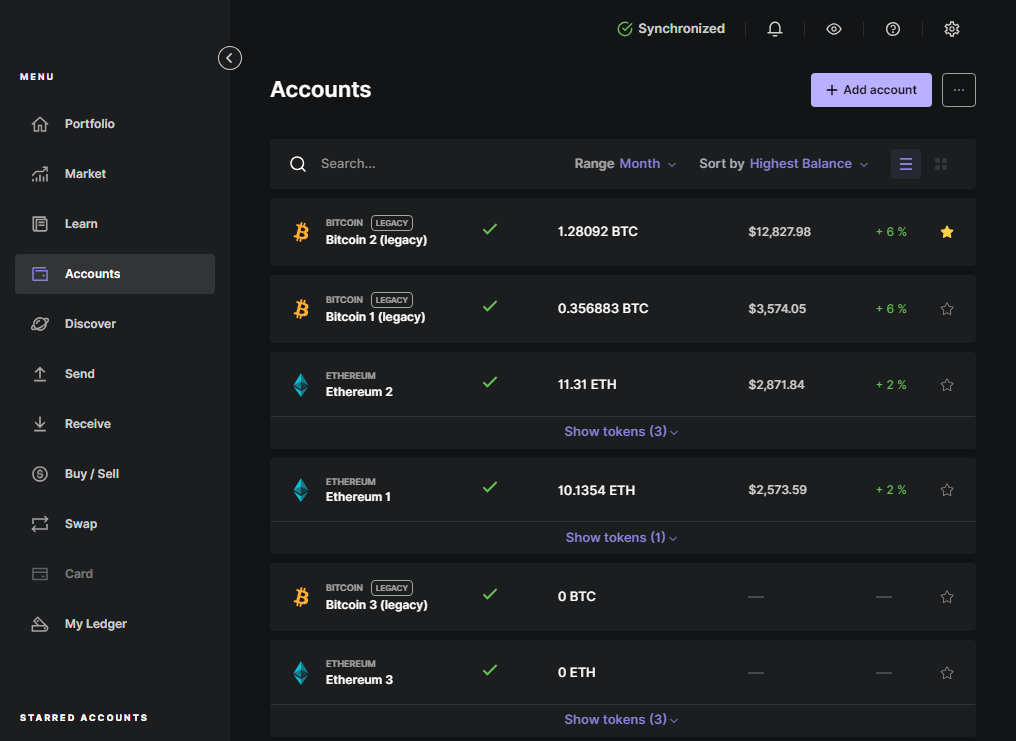 Synchronized
MENU
Portfolio
Market
Learn
Accounts
Discover
Send
Receive
Buy / Sell
Swap
Card
My Ledger
STARRED ACCOUNTS
Accounts
+ Add account
...
Search...
Range Month
Sort by Highest Balance
BITCOIN LEGACY
Bitcoin 2 (legacy)
1.28092 BTC
$12,827.98
+ 6 %
BITCOIN LEGACY
Bitcoin 1 (legacy)
0.356883 BTC
$3,574.05
+ 6 %
ETHEREUM
Ethereum 2
11.31 ETH
$2,871.84
+ 2 %
Show tokens (3)
ETHEREUM
Ethereum 1
10.1354 ETH
$2,573.59
+ 2 %
Show tokens (1)
BITCOIN LEGACY
Bitcoin 3 (legacy)
0 BTC
—
—
ETHEREUM
Ethereum 3
0 ETH
—
—
Show tokens (3)